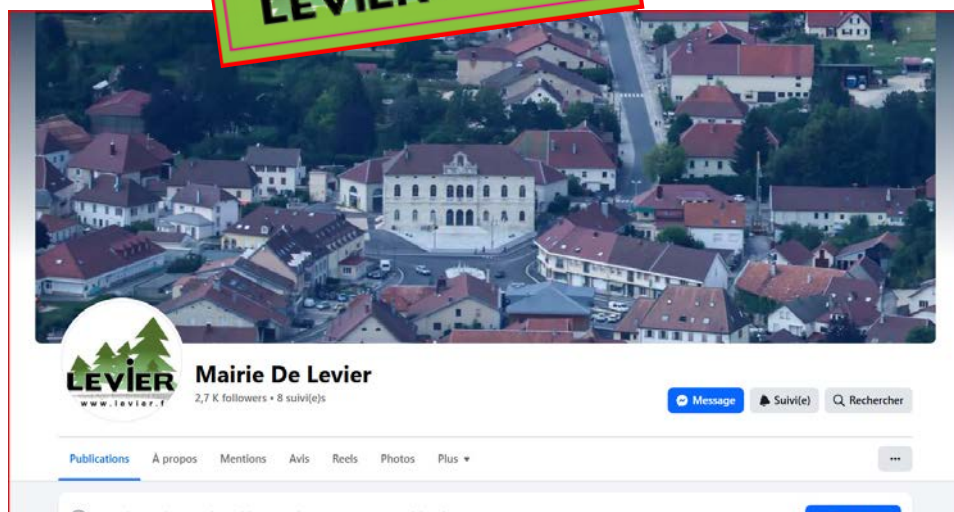 LEVIER
LEVIER
www.levier.f
Mairie De Levier
2,7 K followers • 8 suivi(e)s
Message
Suivi(e)
Rechercher
Publications
À propos
Mentions
Avis
Reels
Photos
Plus